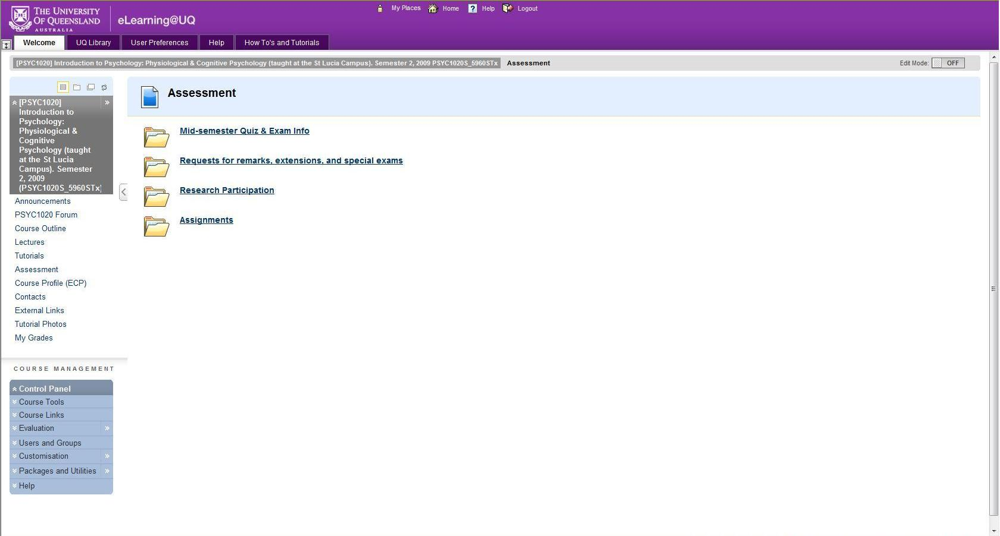 THE UNIVERSITY
OF QUEENSLAND
AUSTRALIA
eLearning@UQ
My Places Home ? Help Logout
Welcome UQ Library User Preferences Help How To's and Tutorials
[PSYC1020] Introduction to Psychology: Physiological & Cognitive Psychology (taught at the St Lucia Campus). Semester 2, 2009 PSYC1020S_5960STx Assessment Edit Mode: OFF
[PSYC1020]
Introduction to
Psychology:
Physiological &
Cognitive
Psychology (taught
at the St Lucia
Campus). Semester
2, 2009
(PSYC1020S_5960STx)
Announcements
PSYC1020 Forum
Course Outline
Lectures
Tutorials
Assessment
Course Profile (ECP)
Contacts
External Links
Tutorial Photos
My Grades
COURSE MANAGEMENT
Control Panel
Course Tools
Course Links
Evaluation
Users and Groups
Customisation
Packages and Utilities
Help
Assessment
Mid-semester Quiz & Exam Info
Requests for remarks, extensions, and special exams
Research Participation
Assignments